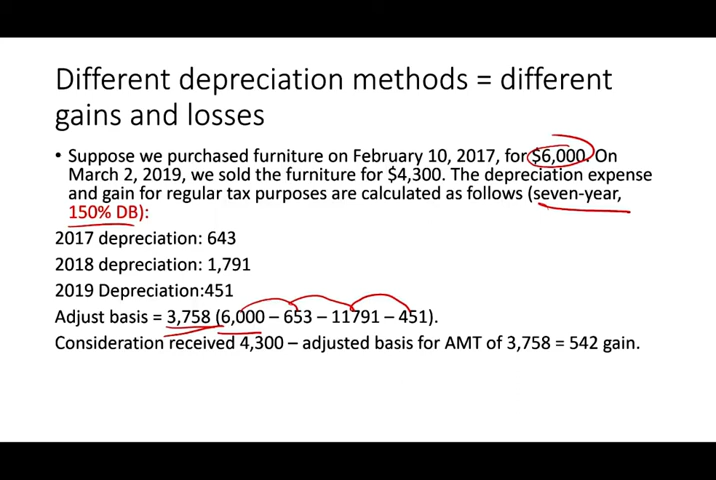 Different depreciation methods = different
gains and losses
• Suppose we purchased furniture on February 10, 2017, for $6,000. On
March 2, 2019, we sold the furniture for $4,300. The depreciation expense
and gain for regular tax purposes are calculated as follows (seven-year,
150% DB):
2017 depreciation: 643
2018 depreciation: 1,791
2019 Depreciation:451
Adjust basis = 3,758 (6,000 – 653 – 11791 – 451).
Consideration received 4,300 – adjusted basis for AMT of 3,758 = 542 gain.